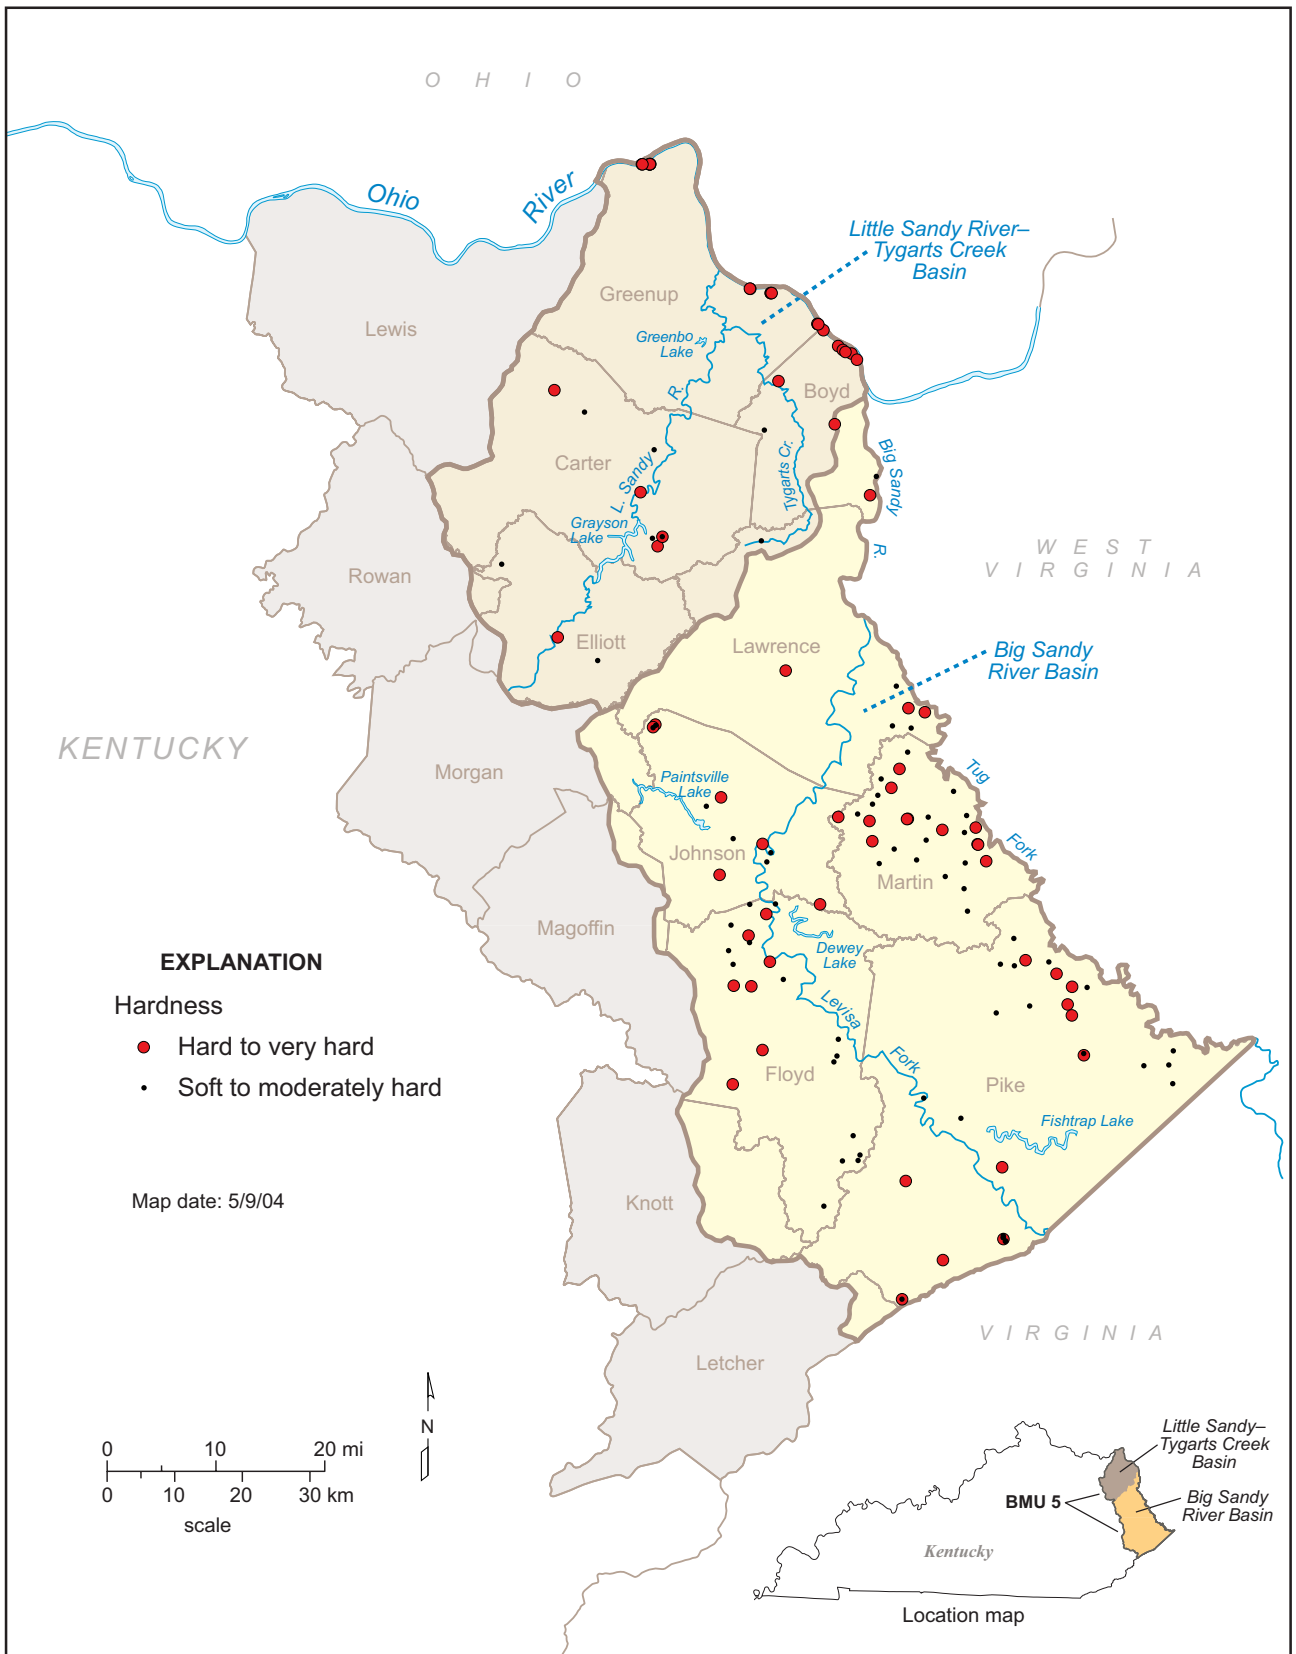 O H I O
Ohio
River
Little Sandy River–
Tygarts Creek
Basin
Greenup
Lewis
Greenbo
Lake
R.
Boyd
Carter
L. Sandy
Tygarts Cr.
Big Sandy
R.
Grayson
Lake
WEST
VIRGINIA
Rowan
Elliott
Lawrence
Big Sandy
River Basin
KENTUCKY
Morgan
Paintsville
Lake
Tug
Fork
Johnson
Martin
Magoffin
Dewey
Lake
Levisa
Fork
EXPLANATION
Hardness
Hard to very hard
Soft to moderately hard
Floyd
Pike
Fishtrap Lake
Map date: 5/9/04
Knott
VIRGINIA
Letcher
N
0 10 20 mi
0 10 20 30 km
scale
Little Sandy–
Tygarts Creek
Basin
BMU 5
Big Sandy
River Basin
Kentucky
Location map